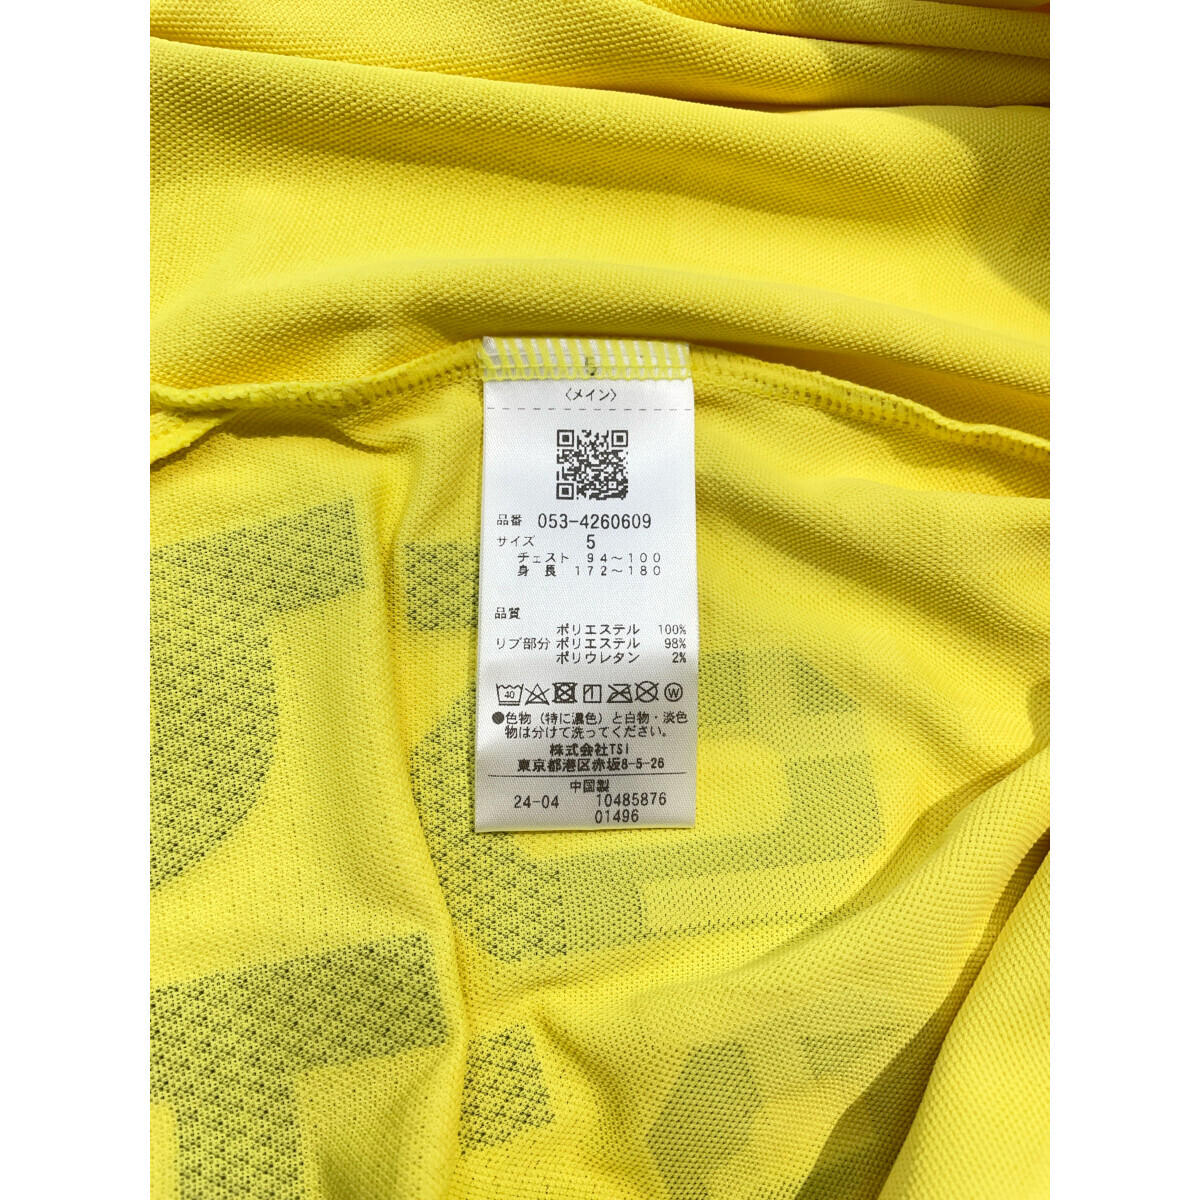 5
〈メイン〉
品番 053-4260609
サイズ 5
チェスト 94～100
身長 172～180
品質
ポリエステル 100%
リブ部分 ポリエステル 98%
ポリウレタン 2%
40 W
●色物（特に濃色）と白物・淡色
物は分けて洗ってください。
株式会社TSI
東京都港区赤坂8-5-26
中国製
24-04 10485876
01496